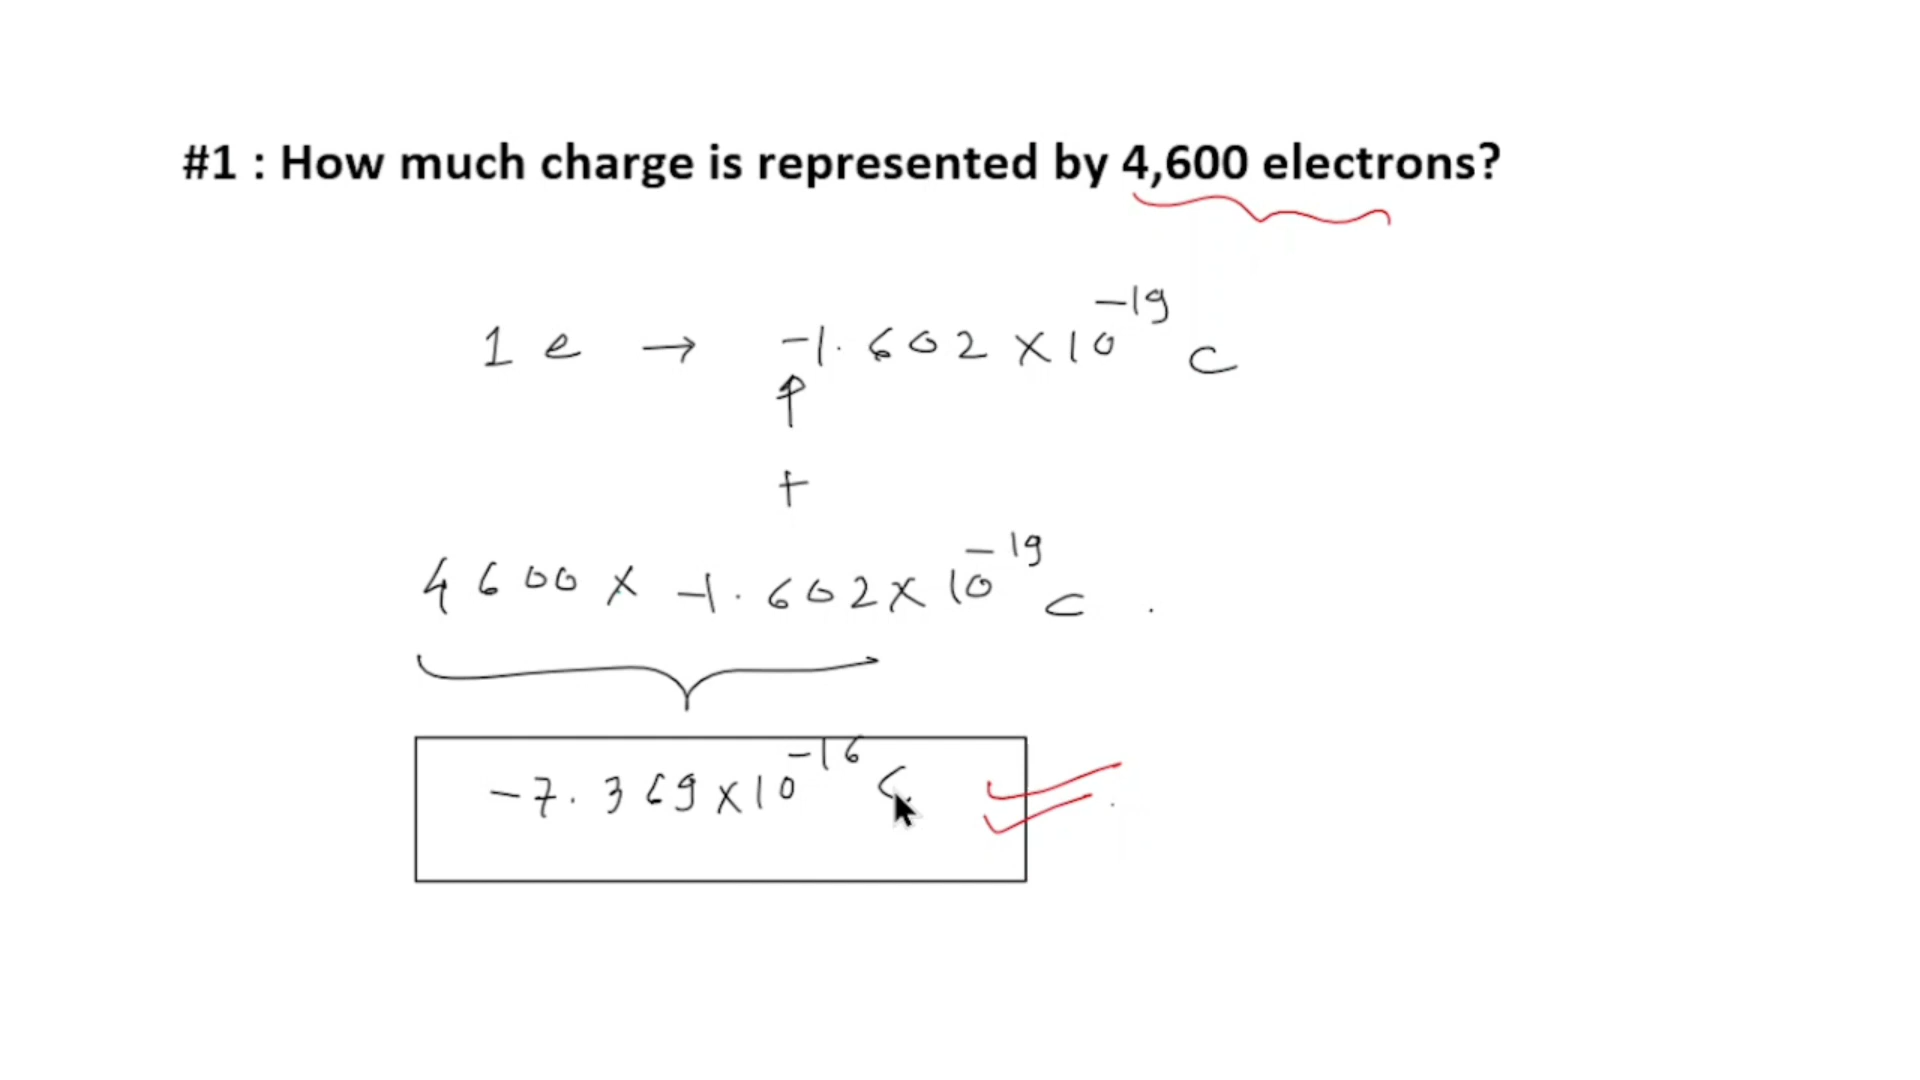 #1 : How much charge is represented by 4,600 electrons?
1 e → -1.602 × 10⁻¹⁹ C
↑
+
4600 × -1.602 × 10⁻¹⁹ C .
-7.369 × 10⁻¹⁶ C.